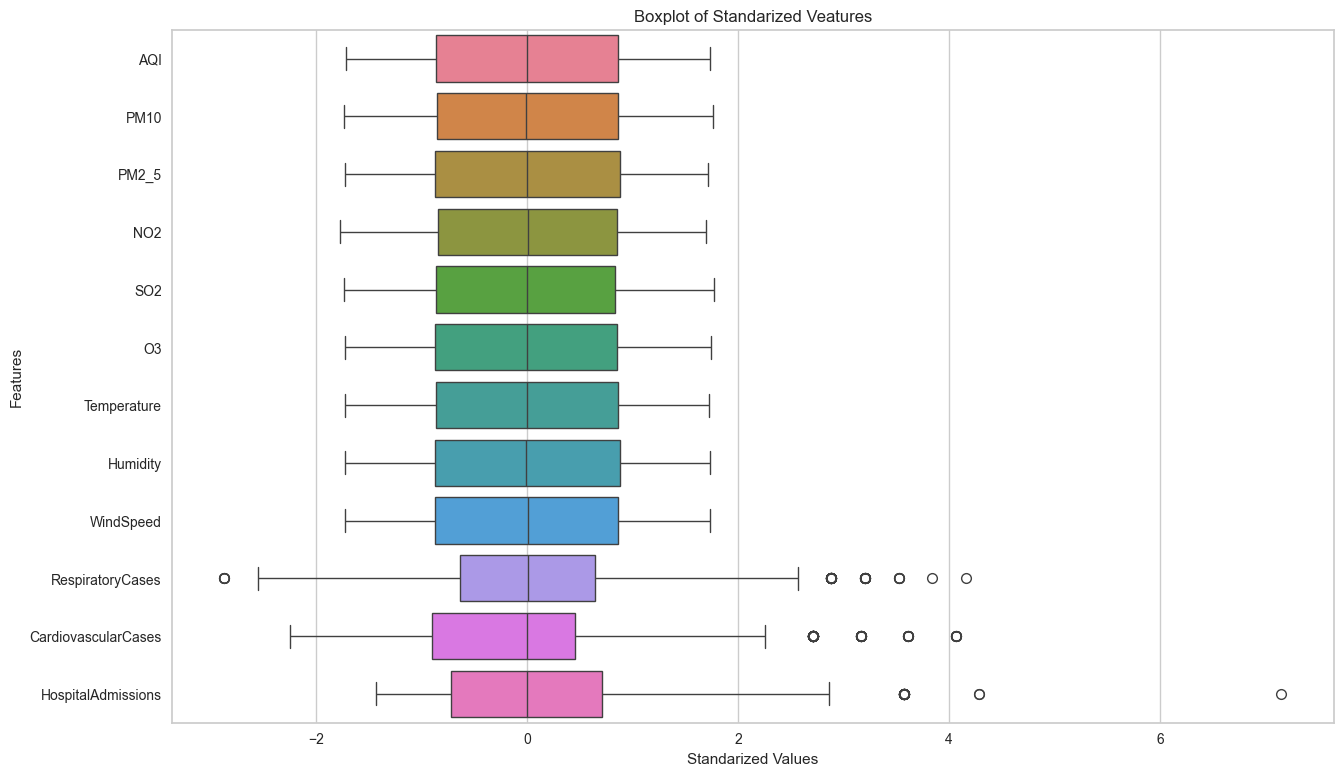 Boxplot of Standarized Veatures
Features
AQI
PM10
PM2_5
NO2
SO2
O3
Temperature
Humidity
WindSpeed
RespiratoryCases
CardiovascularCases
HospitalAdmissions
−2 0 2 4 6
Standarized Values